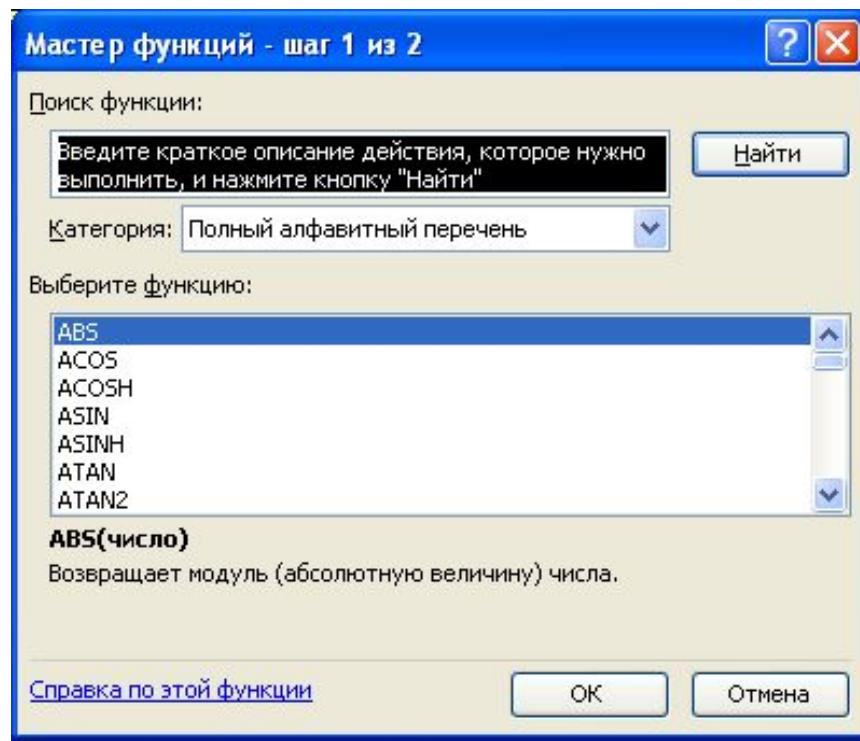 Мастер функций - шаг 1 из 2
Поиск функции:
Введите краткое описание действия, которое нужно
выполнить, и нажмите кнопку "Найти"
Найти
Категория: Полный алфавитный перечень
Выберите функцию:
ABS
ACOS
ACOSH
ASIN
ASINH
ATAN
ATAN2
ABS(число)
Возвращает модуль (абсолютную величину) числа.
Справка по этой функции
ОК
Отмена